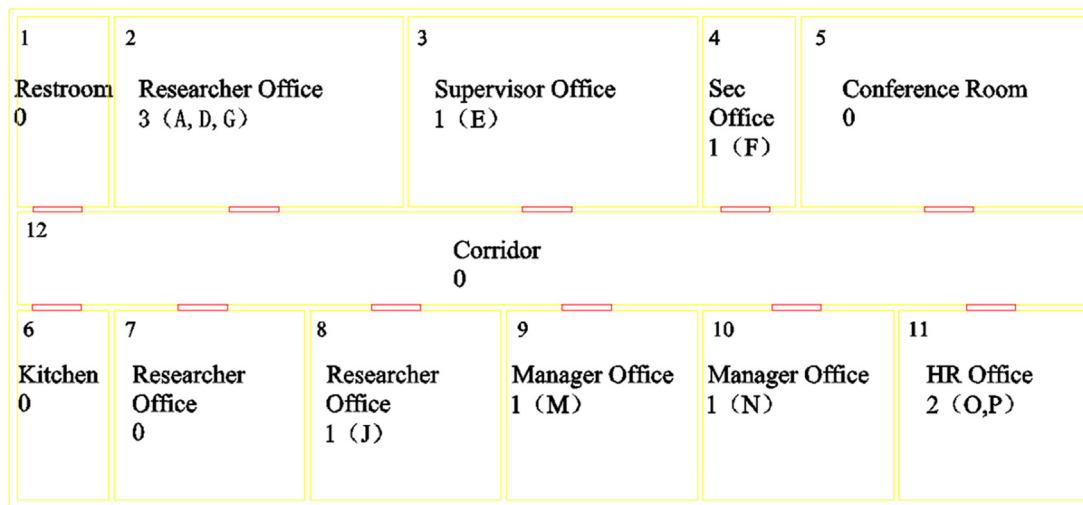 1
Restroom
0
2
Researcher Office
3 (A, D, G)
3
Supervisor Office
1 (E)
4
Sec
Office
1 (F)
5
Conference Room
0
12
Corridor
0
6
Kitchen
0
7
Researcher
Office
0
8
Researcher
Office
1 (J)
9
Manager Office
1 (M)
10
Manager Office
1 (N)
11
HR Office
2 (O,P)